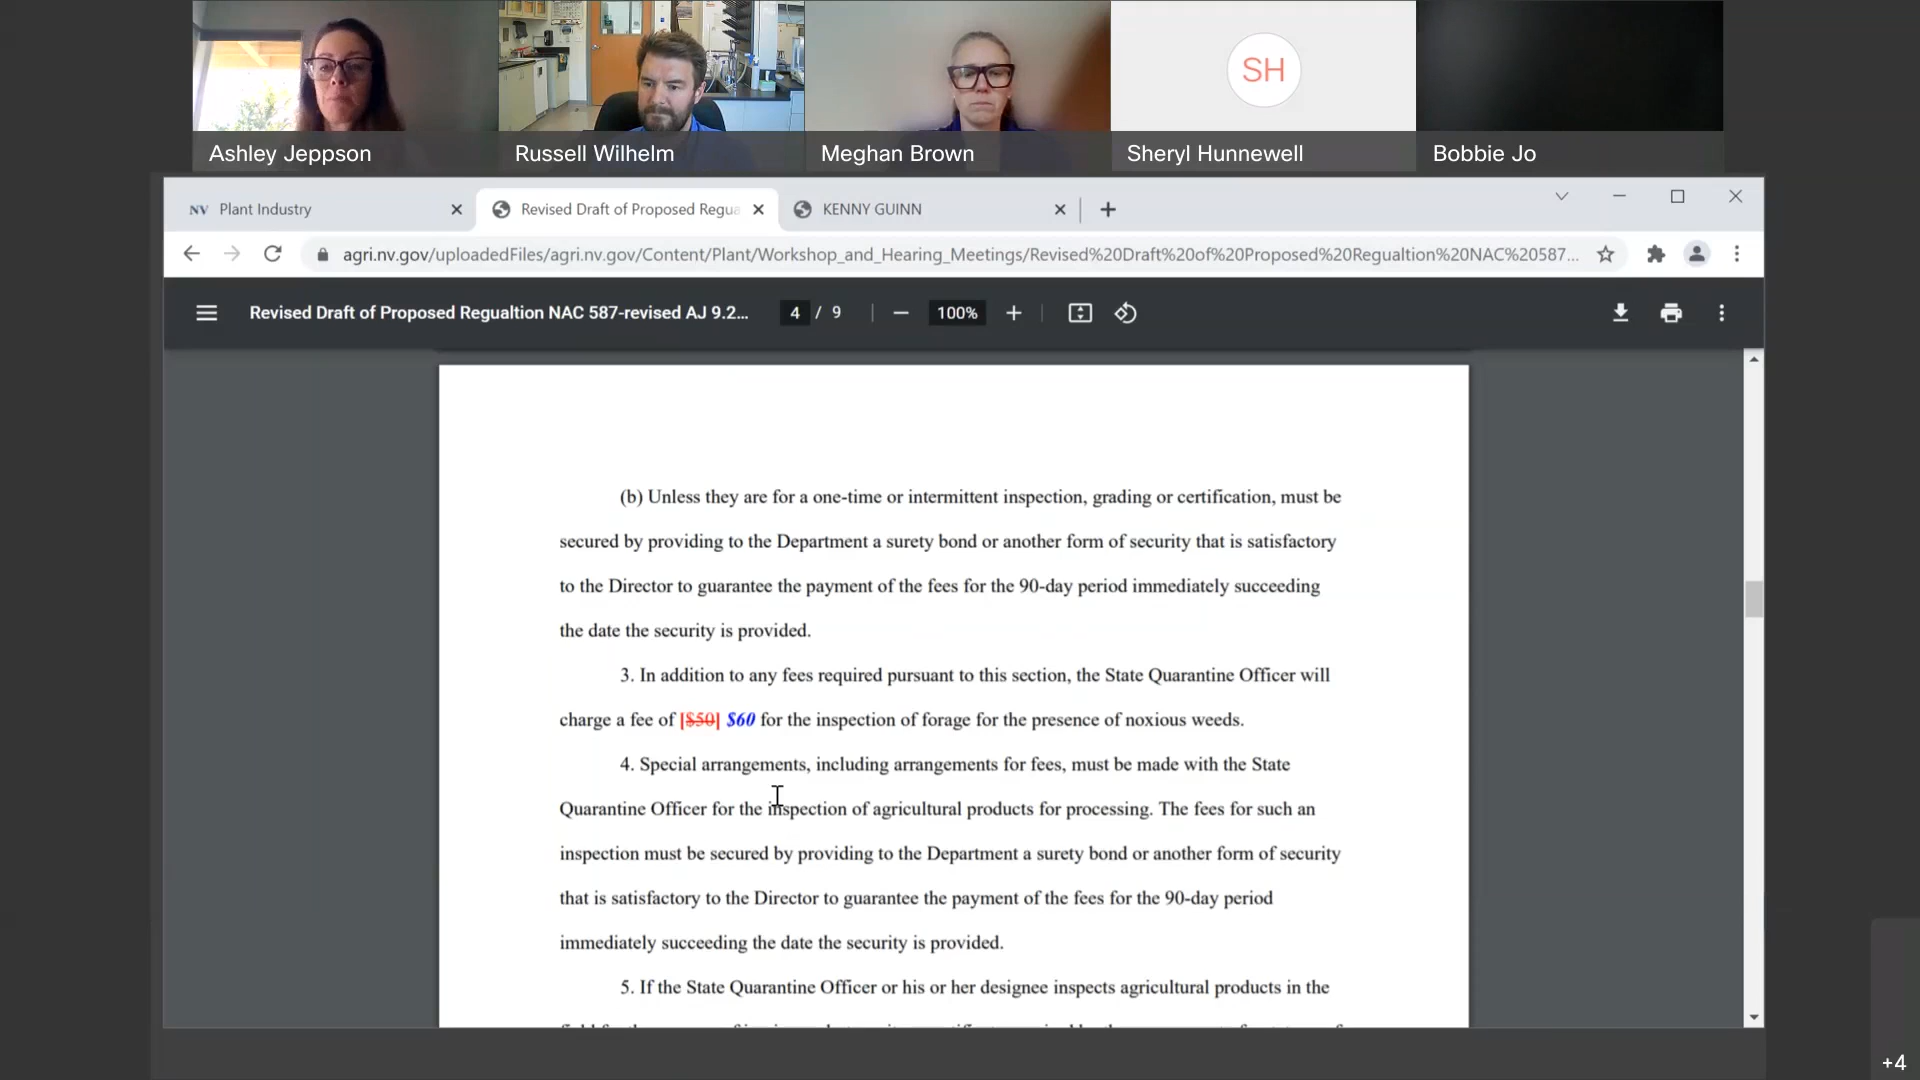 SH
Ashley Jeppson
Russell Wilhelm
Meghan Brown
Sheryl Hunnewell
Bobbie Jo
NV Plant Industry
Revised Draft of Proposed Regua
KENNY GUINN
agri.nv.gov/uploadedFiles/agri.nv.gov/Content/Plant/Workshop_and_Hearing_Meetings/Revised%20Draft%20of%20Proposed%20Regualtion%20NAC%20587...
Revised Draft of Proposed Regualtion NAC 587-revised AJ 9.2...
4 / 9
100%
(b) Unless they are for a one-time or intermittent inspection, grading or certification, must be
secured by providing to the Department a surety bond or another form of security that is satisfactory
to the Director to guarantee the payment of the fees for the 90-day period immediately succeeding
the date the security is provided.
3. In addition to any fees required pursuant to this section, the State Quarantine Officer will
charge a fee of [$50] $60 for the inspection of forage for the presence of noxious weeds.
4. Special arrangements, including arrangements for fees, must be made with the State
Quarantine Officer for the inspection of agricultural products for processing. The fees for such an
inspection must be secured by providing to the Department a surety bond or another form of security
that is satisfactory to the Director to guarantee the payment of the fees for the 90-day period
immediately succeeding the date the security is provided.
5. If the State Quarantine Officer or his or her designee inspects agricultural products in the
+4